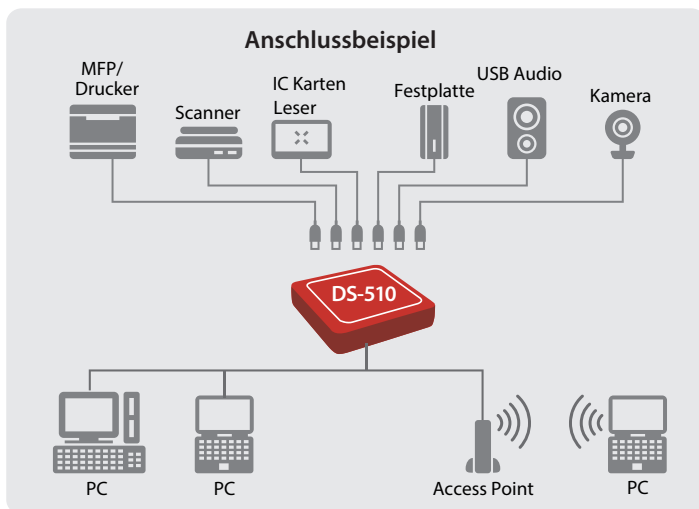 Anschlussbeispiel
MFP/
Drucker
Scanner
IC Karten
Leser
Festplatte
USB Audio
Kamera
DS-510
PC
PC
Access Point
PC